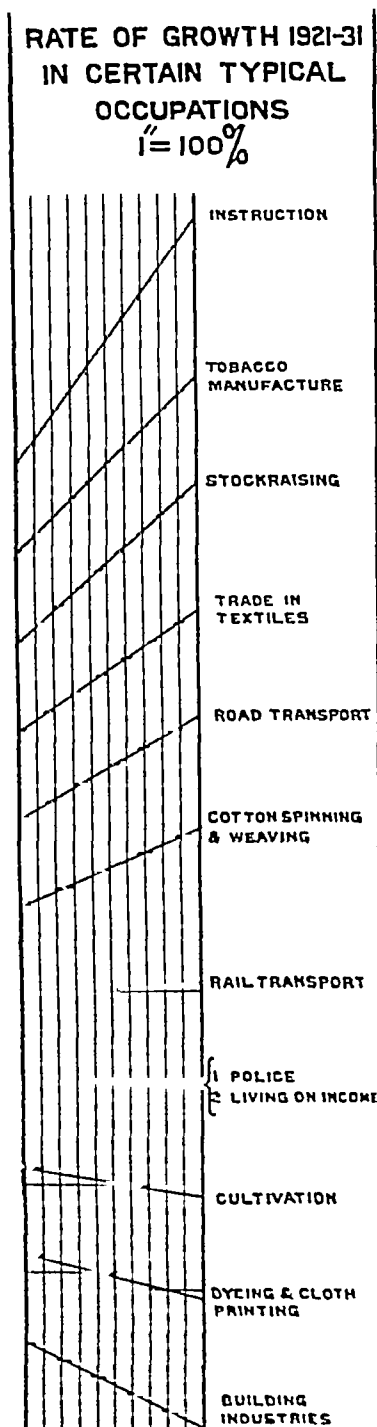 RATE OF GROWTH 1921-31
IN CERTAIN TYPICAL
OCCUPATIONS
1"=100%
INSTRUCTION
TOBACCO
MANUFACTURE
STOCKRAISING
TRADE IN
TEXTILES
ROAD TRANSPORT
COTTON SPINNING
& WEAVING
RAIL TRANSPORT
1 POLICE
2 LIVING ON INCOME
CULTIVATION
DYEING & CLOTH
PRINTING
BUILDING
INDUSTRIES